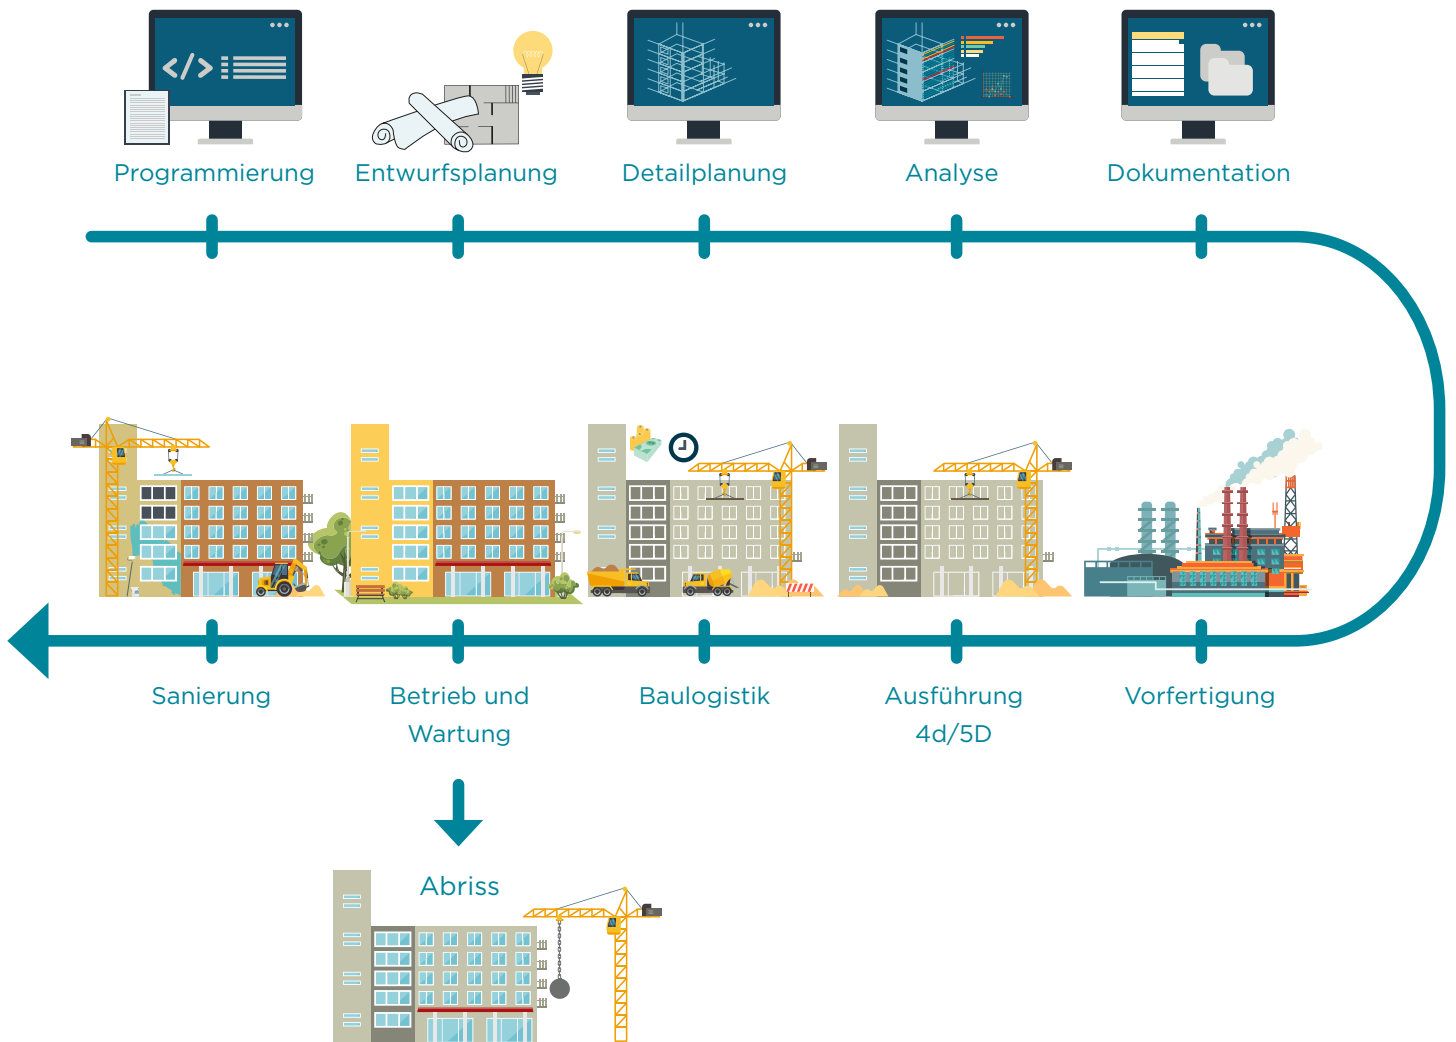 Programmierung
Entwurfsplanung
Detailplanung
Analyse
Dokumentation
Sanierung
Betrieb und
Wartung
Baulogistik
Ausführung
4d/5D
Vorfertigung
Abriss